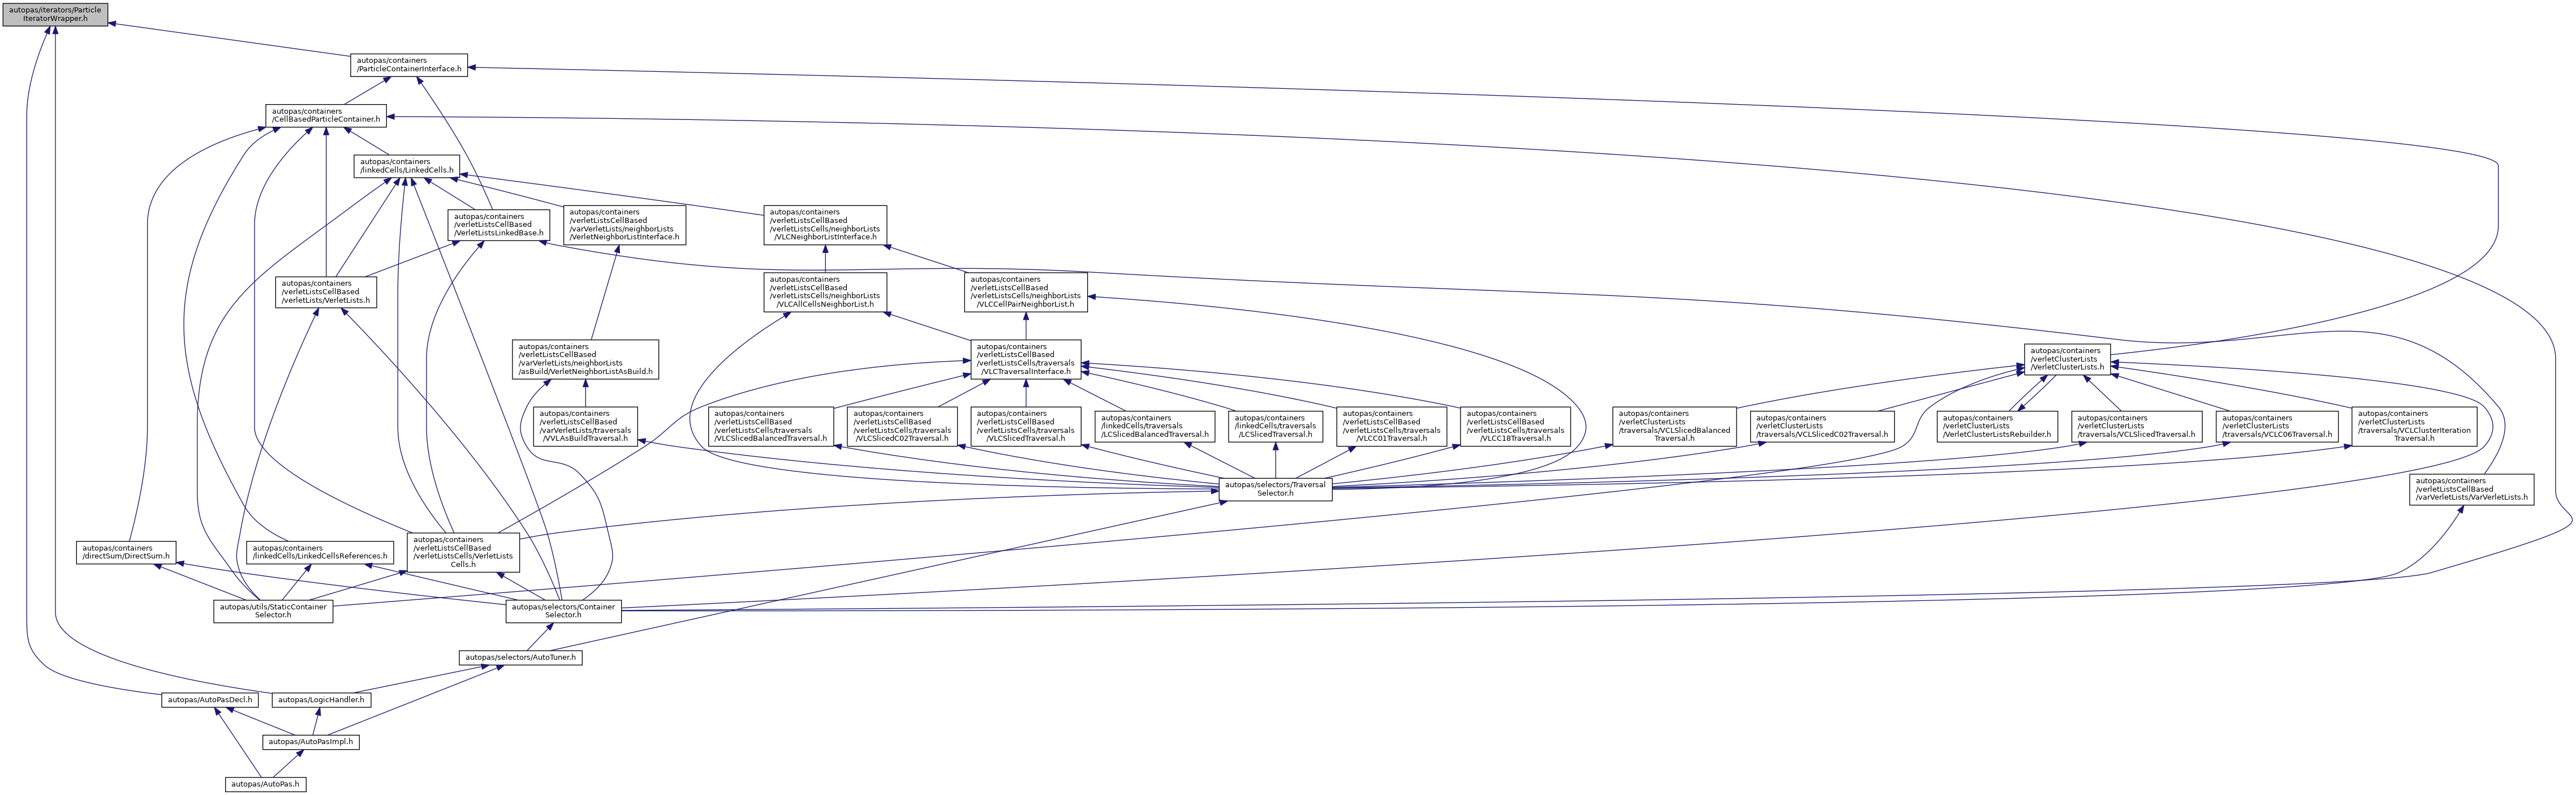 autopas/iterators/Particle
IteratorWrapper.h
autopas/containers
/ParticleContainerInterface.h
autopas/containers
/CellBasedParticleContainer.h
autopas/containers
/linkedCells/LinkedCells.h
autopas/containers
/verletListsCellBased
/VerletListsLinkedBase.h
autopas/containers
/verletListsCellBased
/varVerletLists/neighborLists
/VerletNeighborListInterface.h
autopas/containers
/verletListsCellBased
/verletListsCells/neighborLists
/VLCNeighborListInterface.h
autopas/containers
/verletListsCellBased
/verletLists/VerletLists.h
autopas/containers
/verletListsCellBased
/verletListsCells/neighborLists
/VLCAllCellsNeighborList.h
autopas/containers
/verletListsCellBased
/verletListsCells/neighborLists
/VLCCellPairNeighborList.h
autopas/containers
/verletListsCellBased
/varVerletLists/neighborLists
/asBuild/VerletNeighborListAsBuild.h
autopas/containers
/verletListsCellBased
/verletListsCells/traversals
/VLCTraversalInterface.h
autopas/containers
/verletClusterLists
/VerletClusterLists.h
autopas/containers
/verletListsCellBased
/varVerletLists/traversals
/VVLAsBuildTraversal.h
autopas/containers
/verletListsCellBased
/verletListsCells/traversals
/VLCSlicedBalancedTraversal.h
autopas/containers
/verletListsCellBased
/verletListsCells/traversals
/VLCSlicedC02Traversal.h
autopas/containers
/verletListsCellBased
/verletListsCells/traversals
/VLCSlicedTraversal.h
autopas/containers
/linkedCells/traversals
/LCSlicedBalancedTraversal.h
autopas/containers
/linkedCells/traversals
/LCSlicedTraversal.h
autopas/containers
/verletListsCellBased
/verletListsCells/traversals
/VLCC01Traversal.h
autopas/containers
/verletListsCellBased
/verletListsCells/traversals
/VLCC18Traversal.h
autopas/containers
/verletClusterLists
/traversals/VCLSlicedBalanced
Traversal.h
autopas/containers
/verletClusterLists
/traversals/VCLSlicedC02Traversal.h
autopas/containers
/verletClusterLists
/VerletClusterListsRebuilder.h
autopas/containers
/verletClusterLists
/traversals/VCLSlicedTraversal.h
autopas/containers
/verletClusterLists
/traversals/VCLC06Traversal.h
autopas/containers
/verletClusterLists
/traversals/VCLClusterIteration
Traversal.h
autopas/selectors/Traversal
Selector.h
autopas/containers
/verletListsCellBased
/varVerletLists/VarVerletLists.h
autopas/containers
/directSum/DirectSum.h
autopas/containers
/linkedCells/LinkedCellsReferences.h
autopas/containers
/verletListsCellBased
/verletListsCells/VerletLists
Cells.h
autopas/utils/StaticContainer
Selector.h
autopas/selectors/Container
Selector.h
autopas/selectors/AutoTuner.h
autopas/AutoPasDecl.h
autopas/LogicHandler.h
autopas/AutoPasImpl.h
autopas/AutoPas.h